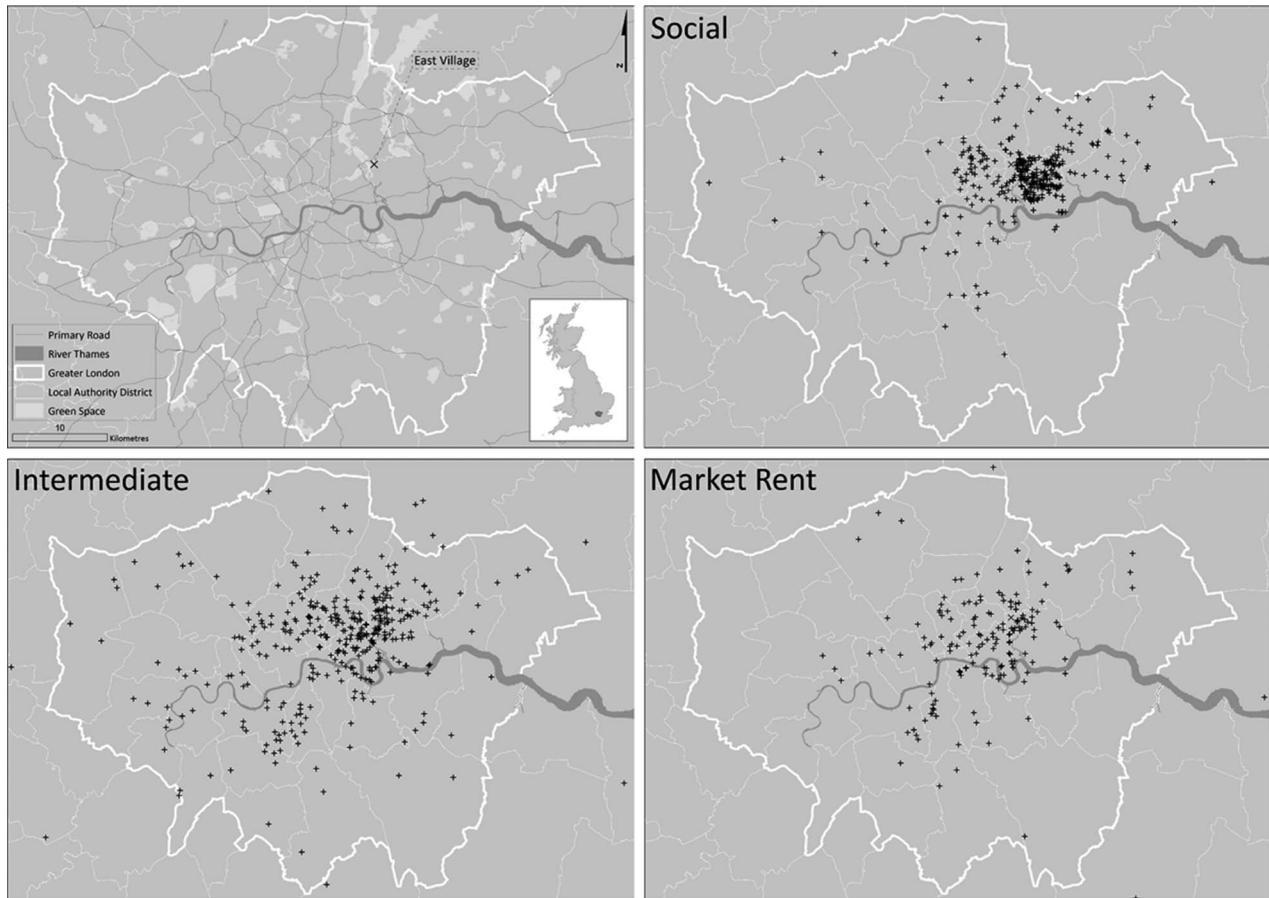 East Village
N
Primary Road
River Thames
Greater London
Local Authority District
Green Space
10
Kilometres
Social
Intermediate
Market Rent